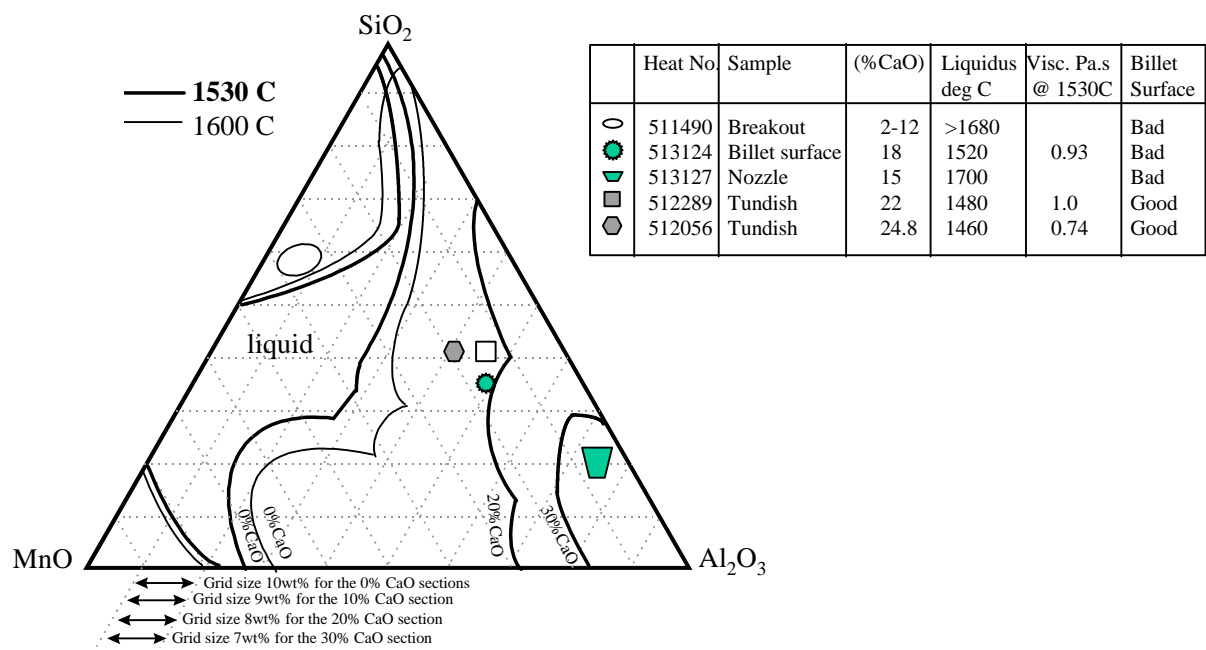 SiO2
1530 C
1600 C
liquid
MnO
Al2O3
0%CaO
0%CaO
20%CaO
30%CaO
Grid size 10wt% for the 0% CaO sections
Grid size 9wt% for the 10% CaO section
Grid size 8wt% for the 20% CaO section
Grid size 7wt% for the 30% CaO section
Heat No. Sample (%CaO) Liquidus deg C Visc. Pa.s @ 1530C Billet Surface
511490 Breakout 2-12 >1680 Bad
513124 Billet surface 18 1520 0.93 Bad
513127 Nozzle 15 1700 Bad
512289 Tundish 22 1480 1.0 Good
512056 Tundish 24.8 1460 0.74 Good